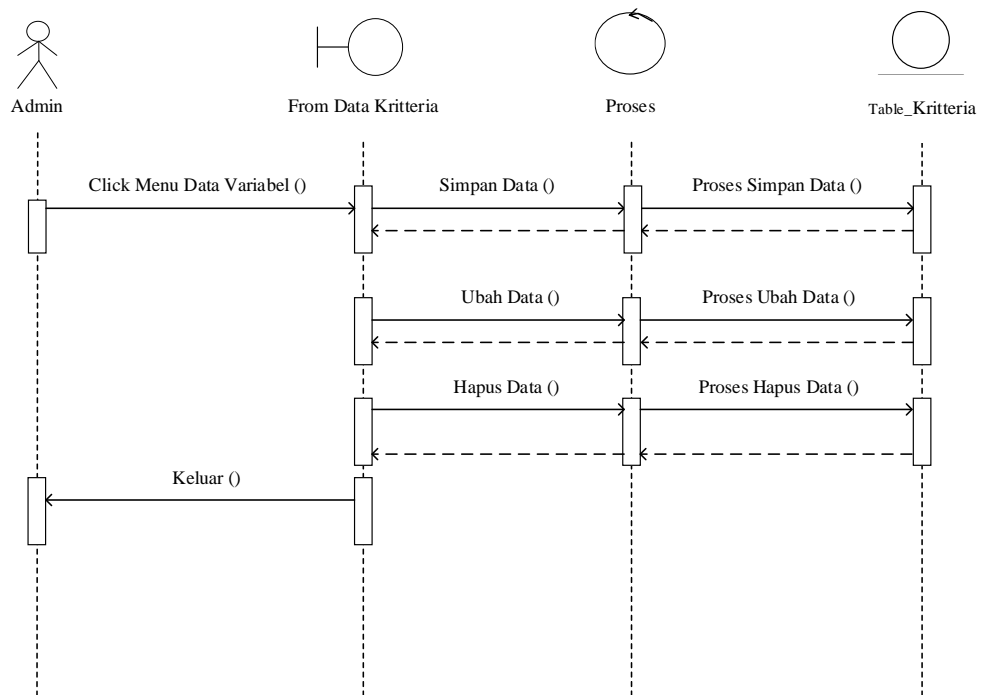 Admin
From Data Kritteria
Proses
Table_Kritteria
Click Menu Data Variabel ()
Simpan Data ()
Proses Simpan Data ()
Ubah Data ()
Proses Ubah Data ()
Hapus Data ()
Proses Hapus Data ()
Keluar ()